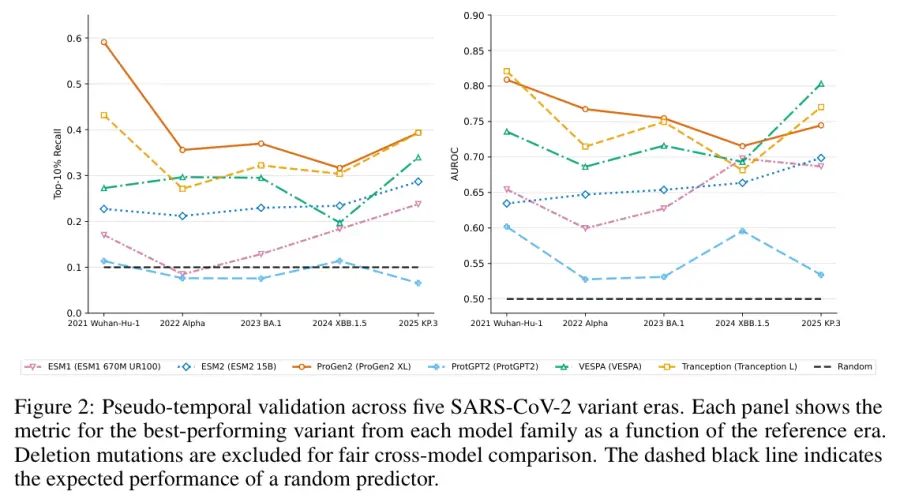 0.6
0.5
0.4
0.3
0.2
0.1
0.0
Top-10% Recall
2021 Wuhan-Hu-1
2022 Alpha
2023 BA.1
2024 XBB.1.5
2025 KP.3
0.90
0.85
0.80
0.75
0.70
0.65
0.60
0.55
0.50
AUROC
2021 Wuhan-Hu-1
2022 Alpha
2023 BA.1
2024 XBB.1.5
2025 KP.3
ESM1 (ESM1 670M UR100)
ESM2 (ESM2 15B)
ProGen2 (ProGen2 XL)
ProtGPT2 (ProtGPT2)
VESPA (VESPA)
Tranception (Tranception L)
Random
Figure 2: Pseudo-temporal validation across five SARS-CoV-2 variant eras. Each panel shows the
metric for the best-performing variant from each model family as a function of the reference era.
Deletion mutations are excluded for fair cross-model comparison. The dashed black line indicates
the expected performance of a random predictor.